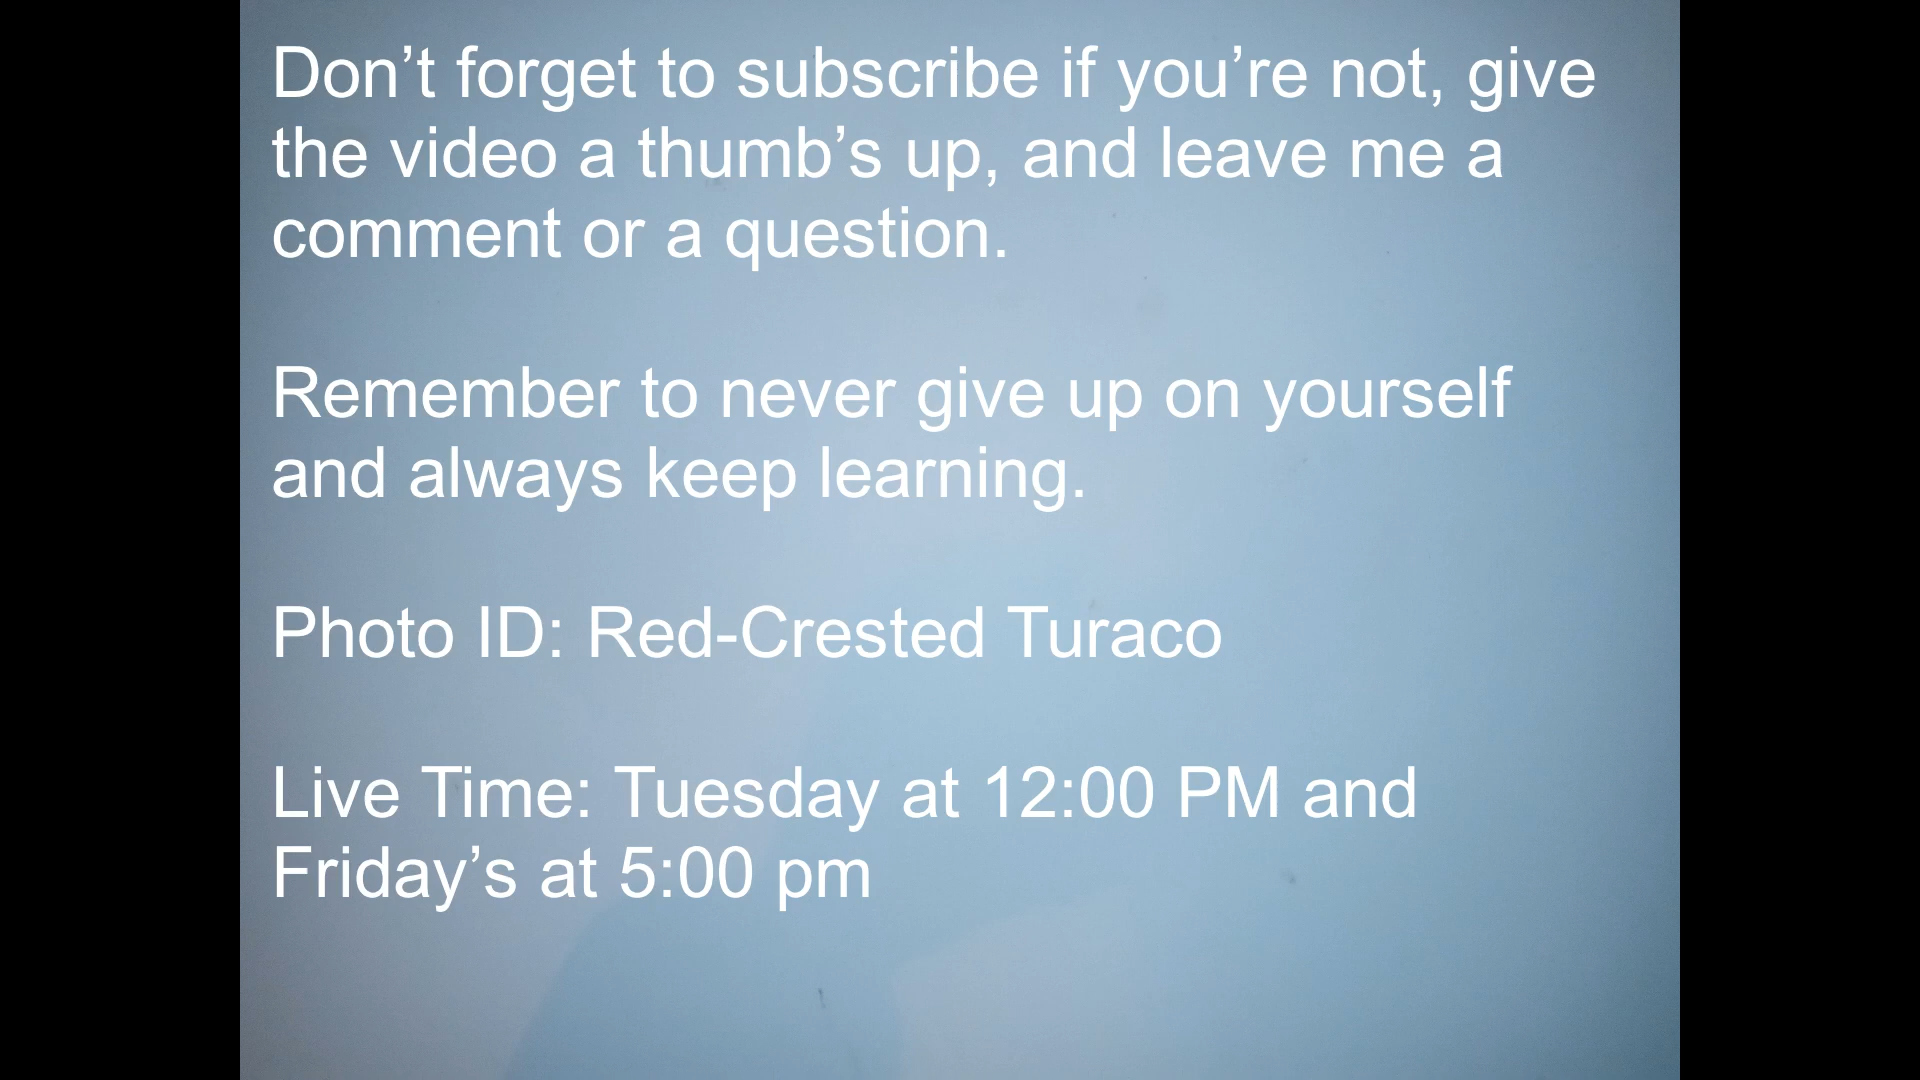 Don’t forget to subscribe if you’re not, give
the video a thumb’s up, and leave me a
comment or a question.
Remember to never give up on yourself
and always keep learning.
Photo ID: Red-Crested Turaco
Live Time: Tuesday at 12:00 PM and
Friday’s at 5:00 pm